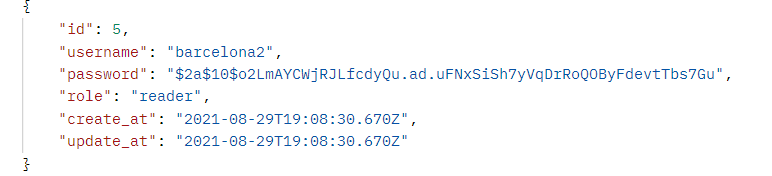 {
"id": 5,
"username": "barcelona2",
"password": "$2a$10$o2LmAYCWjRJLfcdyQu.ad.uFNxSiSh7yVqDrRoQOByFdevtTbs7Gu",
"role": "reader",
"create_at": "2021-08-29T19:08:30.670Z",
"update_at": "2021-08-29T19:08:30.670Z"
}